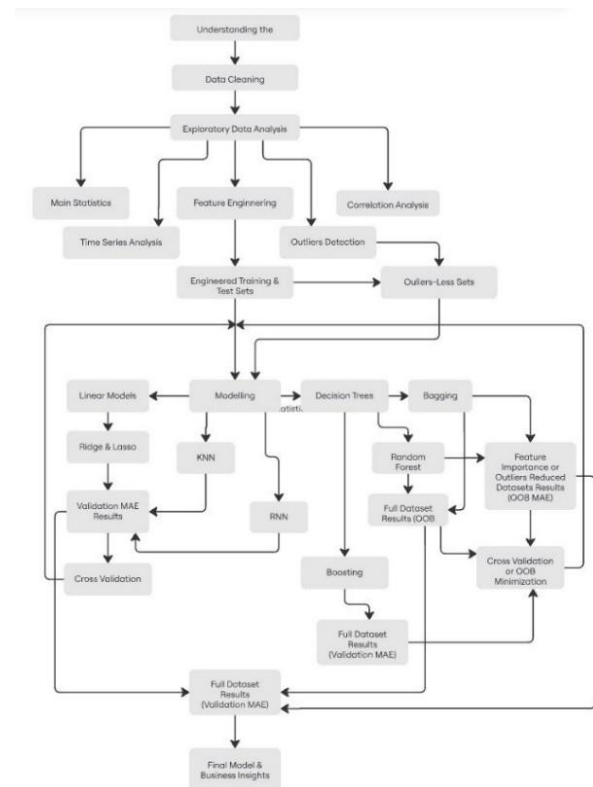 Understanding the
Data Cleaning
Exploratory Data Analysis
Main Statistics
Time Series Analysis
Feature Enginnering
Outliers Detection
Correlation Analysis
Engineered Training &
Test Sets
Ouliers-Less Sets
Linear Models
Modelling
Decision Trees
Bagging
Ridge & Lasso
KNN
Random
Forest
Feature
Importance or
Outliers Reduced
Datasets Results
(OOB MAE)
Validation MAE
Results
RNN
Full Dataset
Results (OOB
Cross Validation
Boosting
Cross Validation
or OOB
Minimization
Full Dataset
Results
(Validation MAE)
Full Dataset
Results
(Validation MAE)
Final Model &
Business Insights